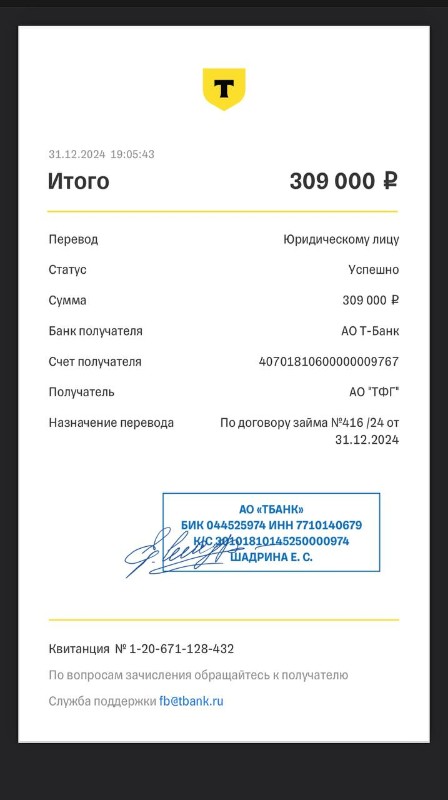 Т
31.12.2024 19:05:43
Итого 309 000 ₽
Перевод Юридическому лицу
Статус Успешно
Сумма 309 000 ₽
Банк получателя АО Т-Банк
Счет получателя 40701810600000009767
Получатель АО "ТФГ"
Назначение перевода По договору займа №416 /24 от
31.12.2024
АО «ТБАНК»
БИК 044525974 ИНН 7710140679
К/С 30101810145250000974
ШАДРИНА Е. С.
Квитанция № 1-20-671-128-432
По вопросам зачисления обращайтесь к получателю
Служба поддержки fb@tbank.ru